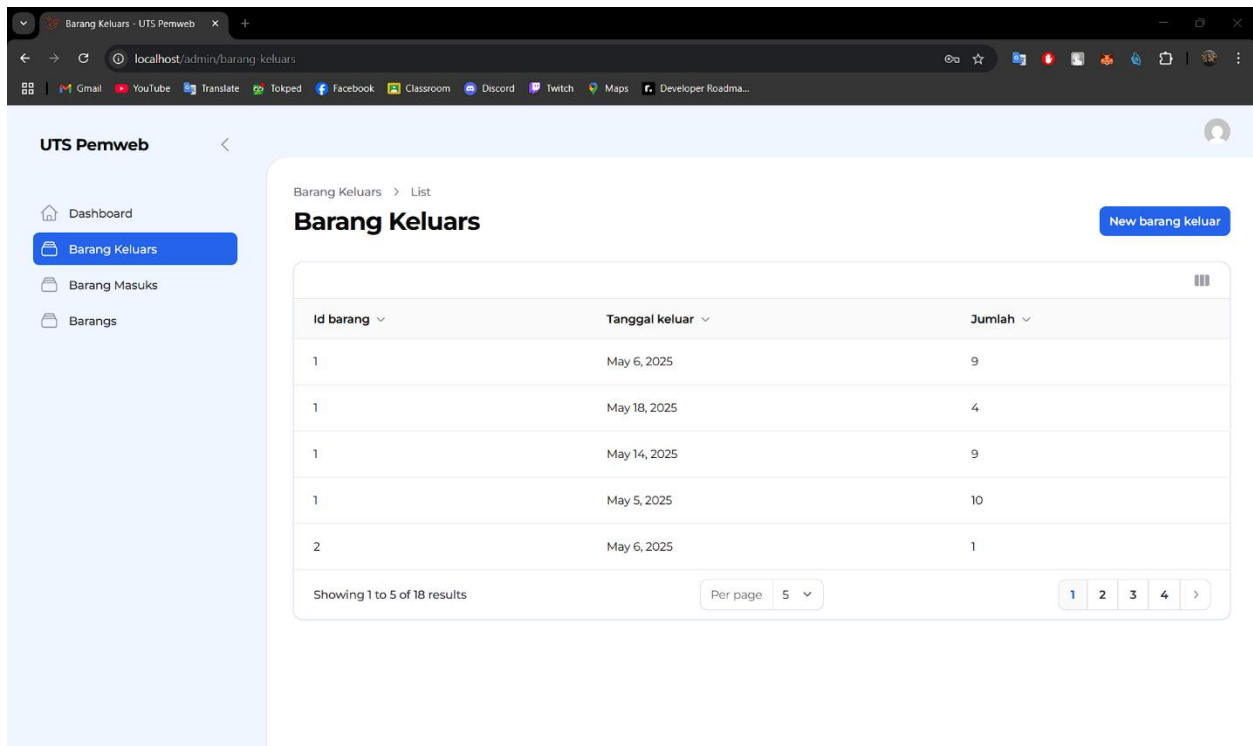 Barang Keluars - UTS Pemweb
localhost/admin/barang-keluars
Gmail YouTube Translate Tokped Facebook Classroom Discord Twitch Maps Developer Roadma...
UTS Pemweb
Dashboard
Barang Keluars
Barang Masuks
Barangs
Barang Keluars > List
Barang Keluars
New barang keluar
Id barang Tanggal keluar Jumlah
1 May 6, 2025 9
1 May 18, 2025 4
1 May 14, 2025 9
1 May 5, 2025 10
2 May 6, 2025 1
Showing 1 to 5 of 18 results Per page 5 1 2 3 4 >